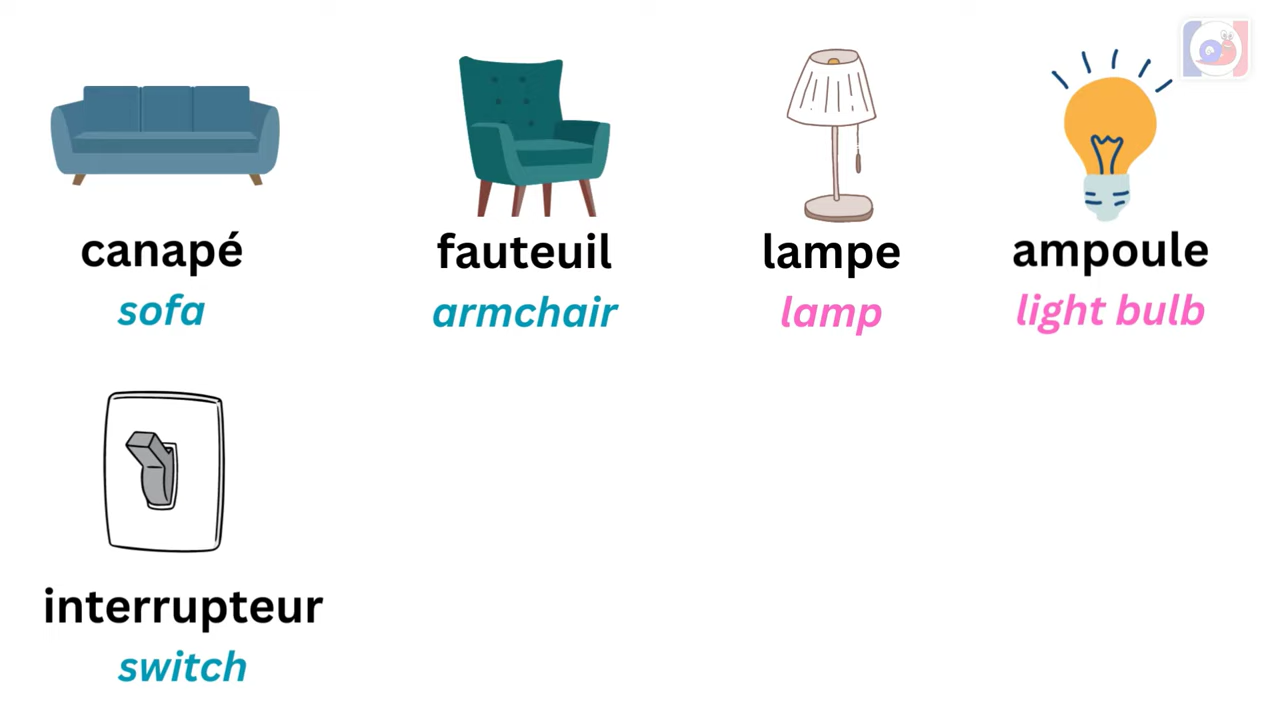 canapé
sofa
fauteuil
armchair
lampe
lamp
ampoule
light bulb
interrupteur
switch